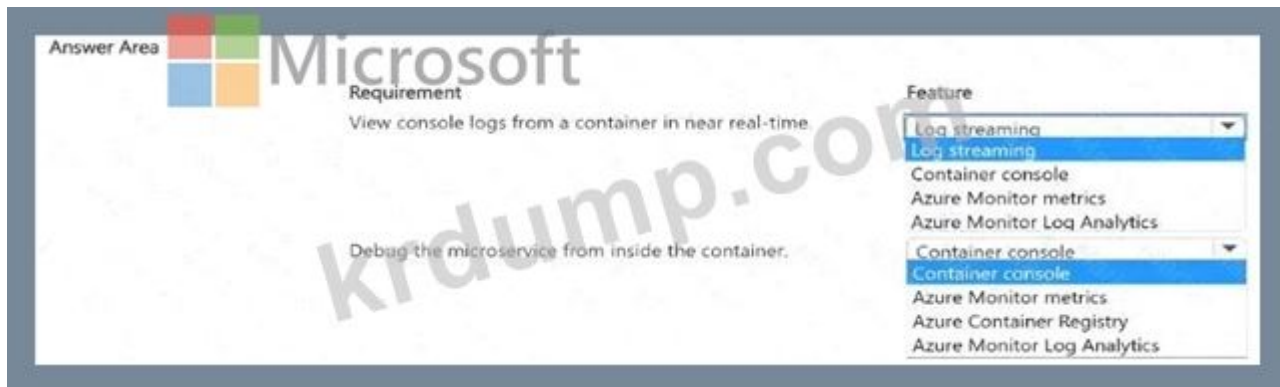 Answer Area
Microsoft
Requirement
Feature
View console logs from a container in near real-time.
Log streaming
Log streaming
Container console
Azure Monitor metrics
Azure Monitor Log Analytics
Debug the microservice from inside the container.
Container console
Container console
Azure Monitor metrics
Azure Container Registry
Azure Monitor Log Analytics
krdump.com